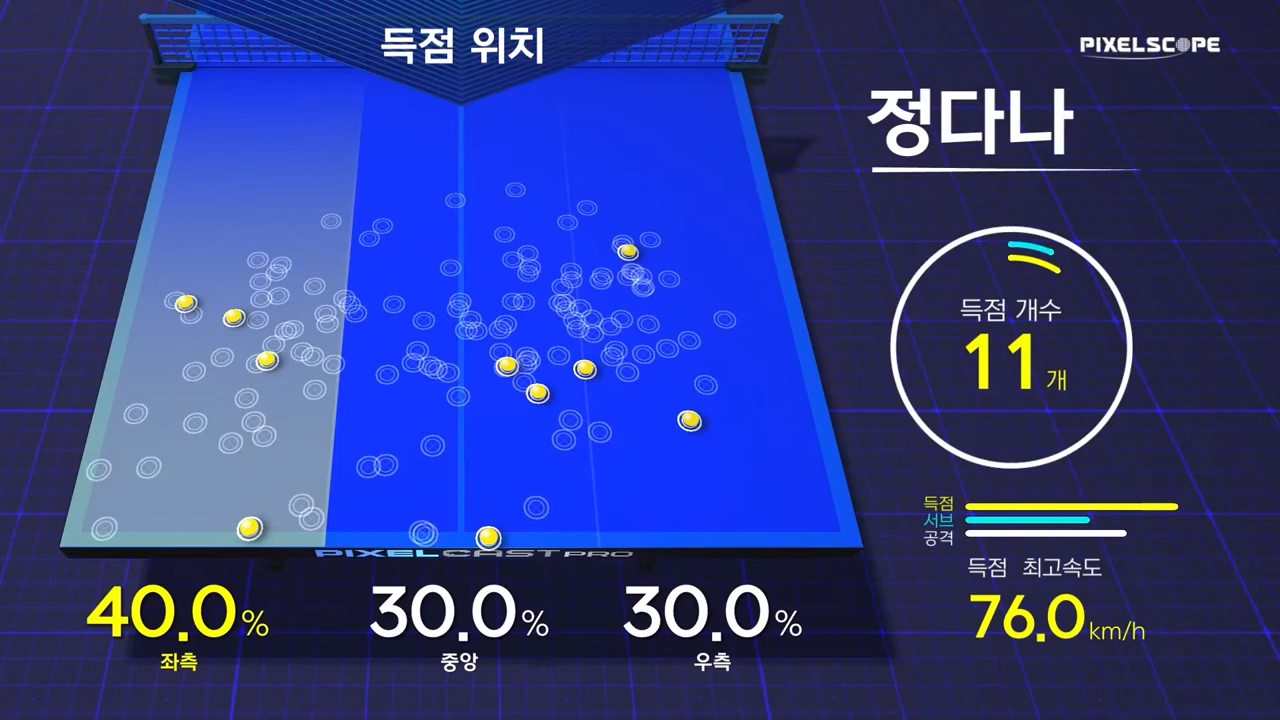 득점 위치
PIXELSCOPE
정다나
득점 개수
11개
득점
서브
공격
득점 최고속도
76.0km/h
PIXELCASTPRO
40.0%
좌측
30.0%
중앙
30.0%
우측